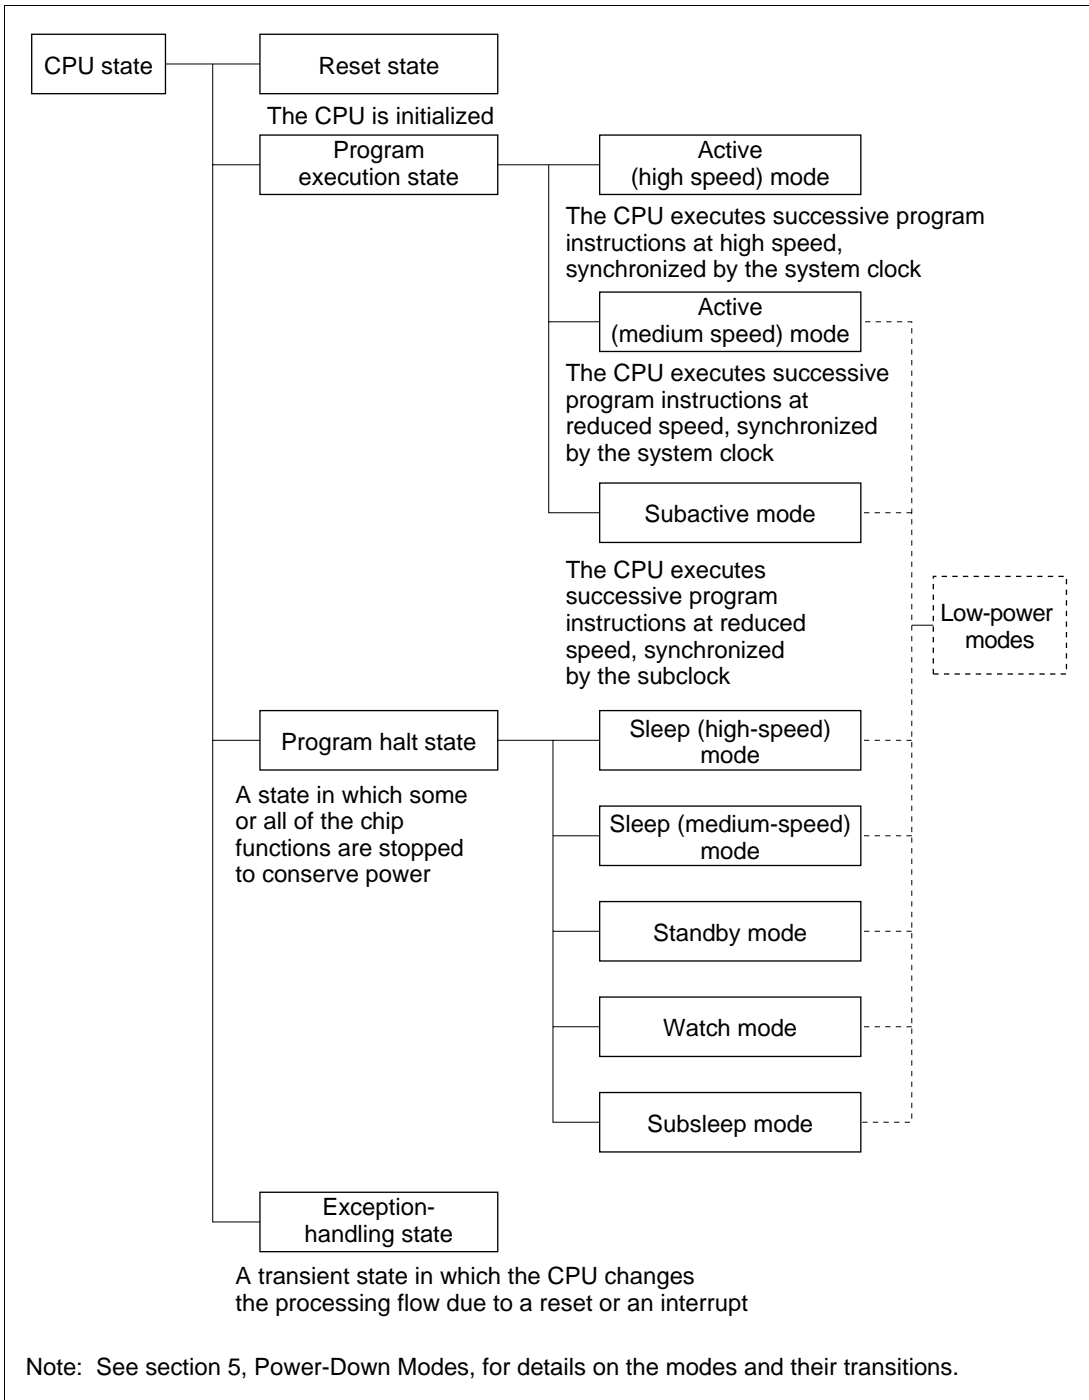 CPU state
Reset state
The CPU is initialized
Program
execution state
Active
(high speed) mode
The CPU executes successive program
instructions at high speed,
synchronized by the system clock
Active
(medium speed) mode
The CPU executes successive
program instructions at
reduced speed, synchronized
by the system clock
Subactive mode
The CPU executes
successive program
instructions at reduced
speed, synchronized
by the subclock
Low-power
modes
Program halt state
A state in which some
or all of the chip
functions are stopped
to conserve power
Sleep (high-speed)
mode
Sleep (medium-speed)
mode
Standby mode
Watch mode
Subsleep mode
Exception-
handling state
A transient state in which the CPU changes
the processing flow due to a reset or an interrupt
Note: See section 5, Power-Down Modes, for details on the modes and their transitions.